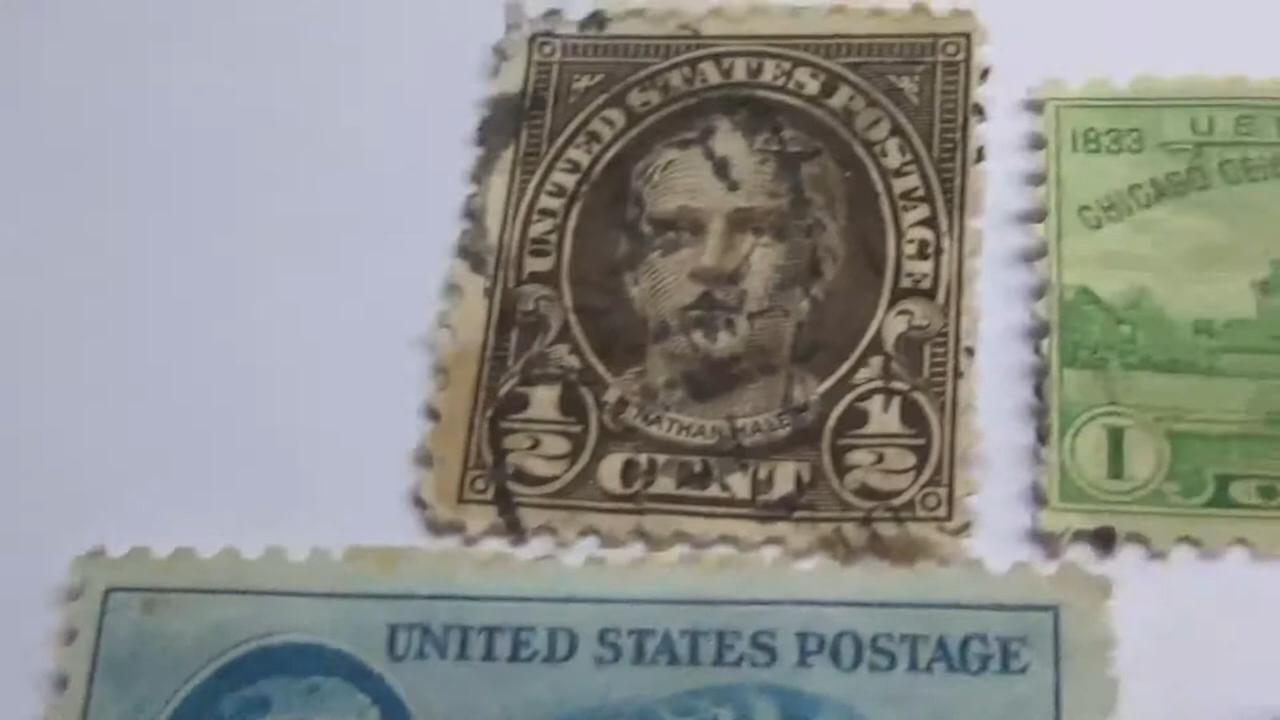 UNITED STATES POSTAGE
NATHAN HALE
1/2 1/2
CENT
1833
CHICAGO
1
UNITED STATES POSTAGE